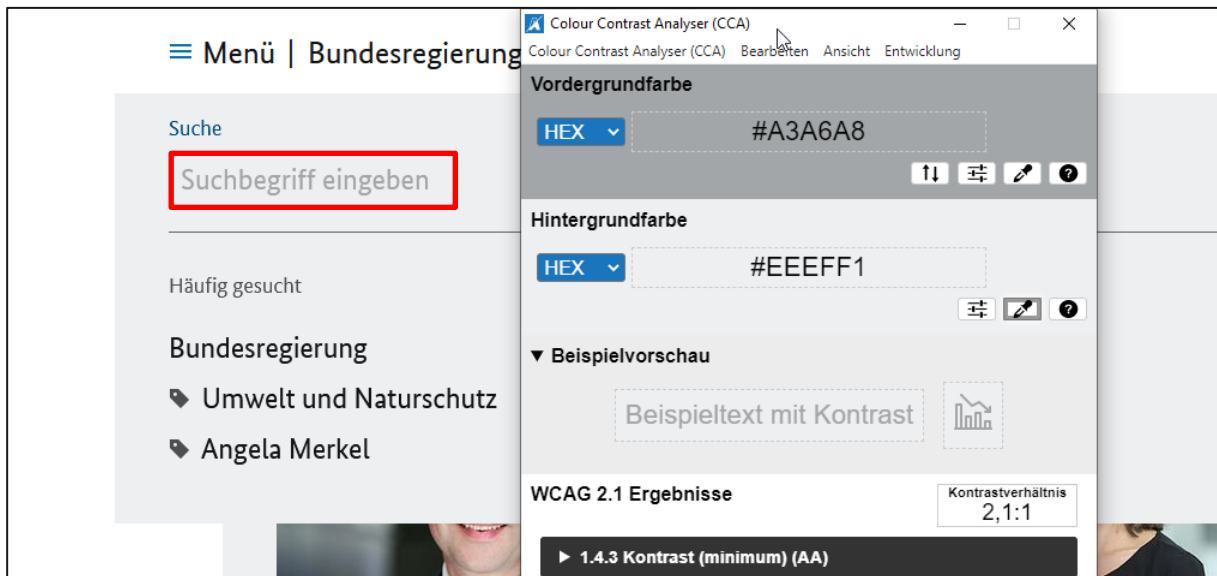 Menü | Bundesregierung
Suche
Suchbegriff eingeben
Häufig gesucht
Bundesregierung
Umwelt und Naturschutz
Angela Merkel
Colour Contrast Analyser (CCA)
Colour Contrast Analyser (CCA) Bearbeiten Ansicht Entwicklung
Vordergrundfarbe
HEX #A3A6A8
Hintergrundfarbe
HEX #EEEFF1
▼ Beispielvorschau
Beispieltext mit Kontrast
WCAG 2.1 Ergebnisse
Kontrastverhältnis
2,1:1
▶ 1.4.3 Kontrast (minimum) (AA)